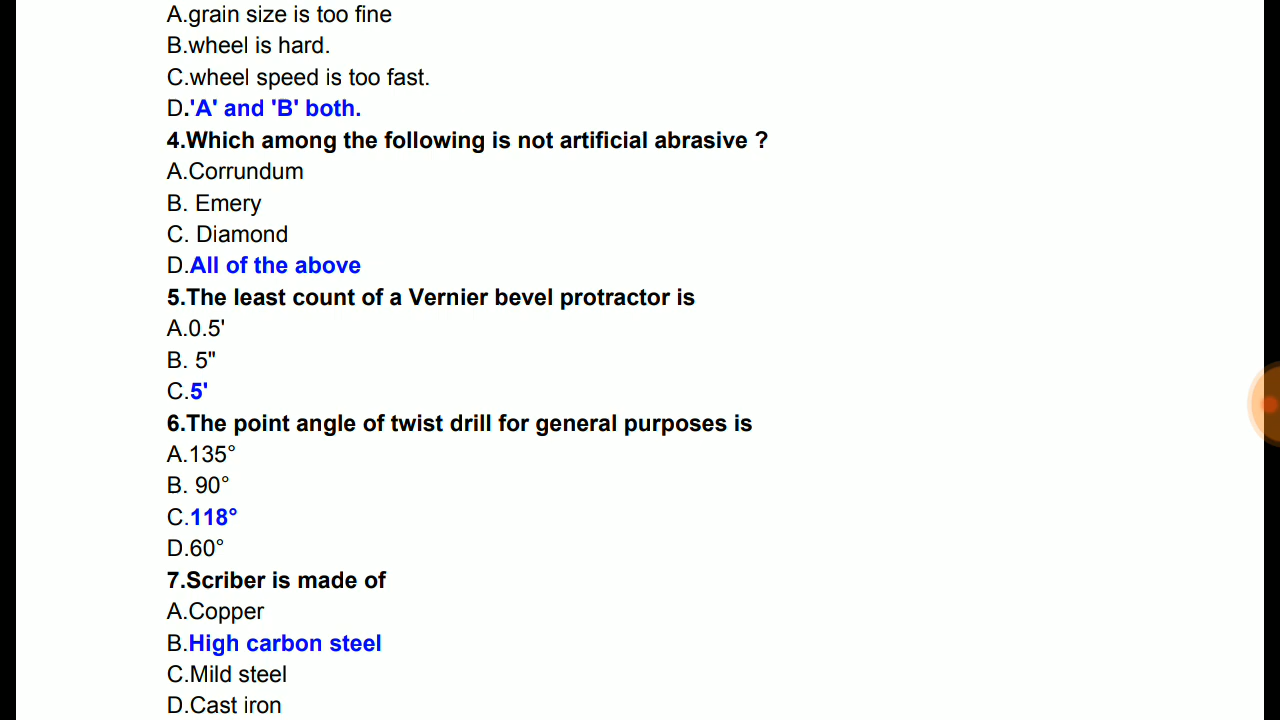 A.grain size is too fine
B.wheel is hard.
C.wheel speed is too fast.
D.'A' and 'B' both.
4.Which among the following is not artificial abrasive ?
A.Corrundum
B. Emery
C. Diamond
D.All of the above
5.The least count of a Vernier bevel protractor is
A.0.5'
B. 5"
C.5'
6.The point angle of twist drill for general purposes is
A.135°
B. 90°
C.118°
D.60°
7.Scriber is made of
A.Copper
B.High carbon steel
C.Mild steel
D.Cast iron